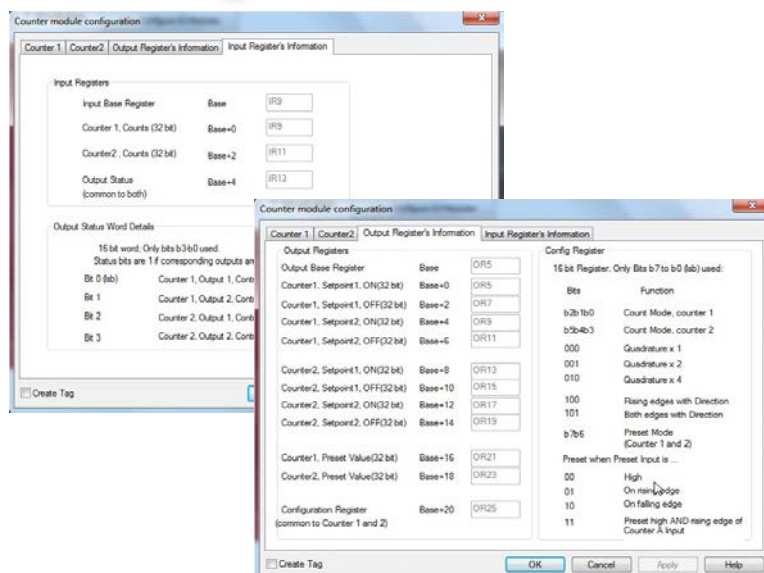 Counter module configuration
Counter 1 Counter2 Output Register's Information Input Register's Information
Input Registers
Input Base Register Base IR9
Counter 1, Counts (32 bit) Base+0 IR9
Counter2 , Counts (32 bit) Base+2 IR11
Output Status Base+4 IR13
(common to both)
Output Status Word Details
16 bit word; Only bits b3-b0 used.
Status bits are 1 if corresponding outputs are
Bit 0 (lsb) Counter 1, Output 1, Cont
Bit 1 Counter 1, Output 2, Cont
Bit 2 Counter 2, Output 1, Cont
Bit 3 Counter 2, Output 2, Cont
Create Tag
Counter module configuration
Counter 1 Counter2 Output Register's Information Input Register's Information
Output Registers
Output Base Register Base OR5
Counter1, Setpoint1, ON(32 bit) Base+0 OR5
Counter1, Setpoint1, OFF(32 bit) Base+2 OR7
Counter1, Setpoint2, ON(32 bit) Base+4 OR9
Counter1, Setpoint2, OFF(32 bit) Base+6 OR11
Counter2, Setpoint1, ON(32 bit) Base+8 OR13
Counter2, Setpoint1, OFF(32 bit) Base+10 OR15
Counter2, Setpoint2, ON(32 bit) Base+12 OR17
Counter2, Setpoint2, OFF(32 bit) Base+14 OR19
Counter1, Preset Value(32 bit) Base+16 OR21
Counter2, Preset Value(32 bit) Base+18 OR23
Configuration Register Base+20 OR25
(common to Counter 1 and 2)
Config Register
16 bit Register, Only Bits b7 to b0 (lsb) used:
Bits Function
b2b1b0 Count Mode, counter 1
b5b4b3 Count Mode, counter 2
000 Quadrature x 1
001 Quadrature x 2
010 Quadrature x 4
100 Rising edges with Direction
101 Both edges with Direction
b7b6 Preset Mode
(Counter 1 and 2)
Preset when Preset Input is ...
00 High
01 On rising edge
10 On falling edge
11 Preset high AND rising edge of
Counter A Input
Create Tag
OK Cancel Apply Help